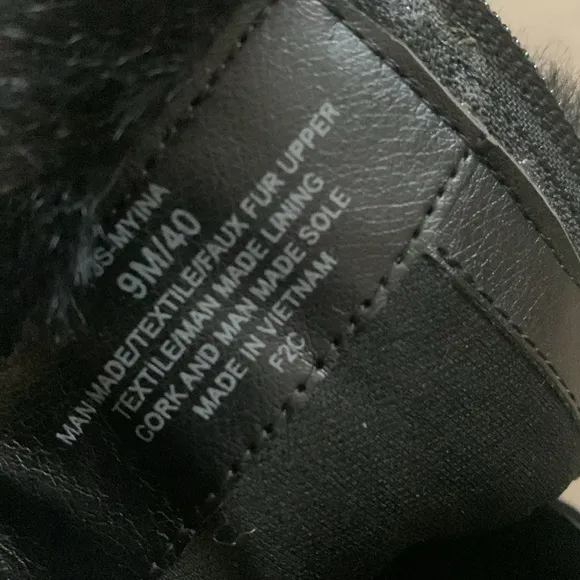 9M/40
MAN MADE/TEXTILE/FAUX FUR UPPER
TEXTILE/MAN MADE LINING
CORK AND MAN MADE SOLE
MADE IN VIETNAM
F2C